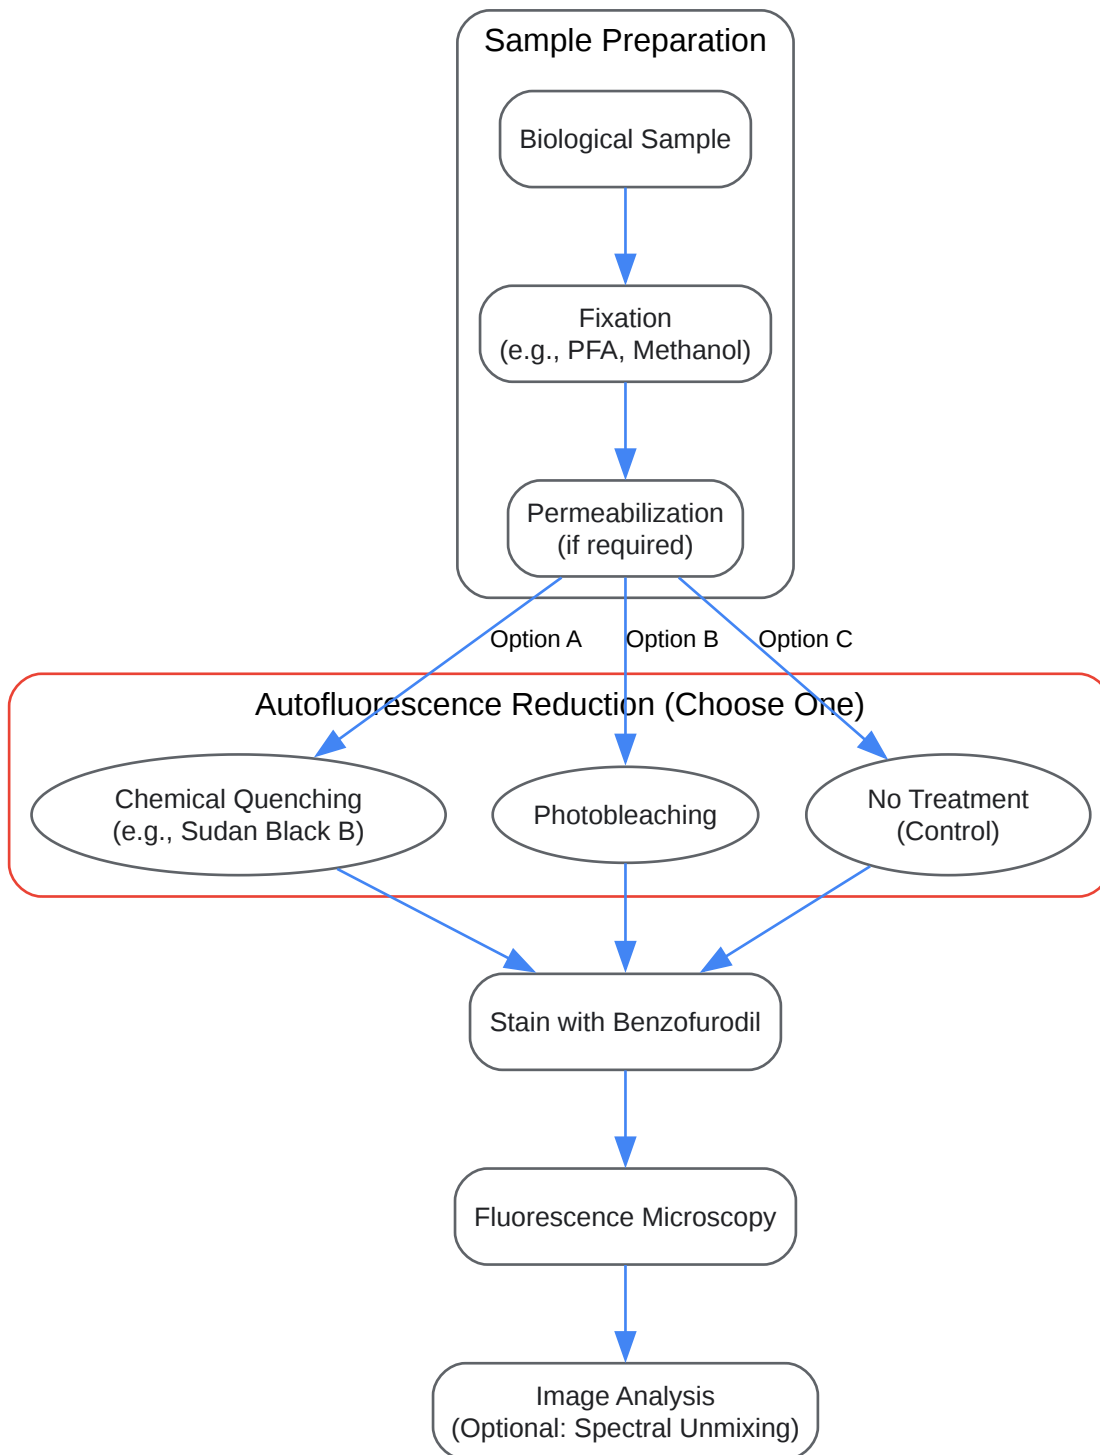 Sample Preparation
Biological Sample
Fixation
(e.g., PFA, Methanol)
Permeabilization
(if required)
Option A
Option B
Option C
Autofluorescence Reduction (Choose One)
Chemical Quenching
(e.g., Sudan Black B)
Photobleaching
No Treatment
(Control)
Stain with Benzofurodil
Fluorescence Microscopy
Image Analysis
(Optional: Spectral Unmixing)